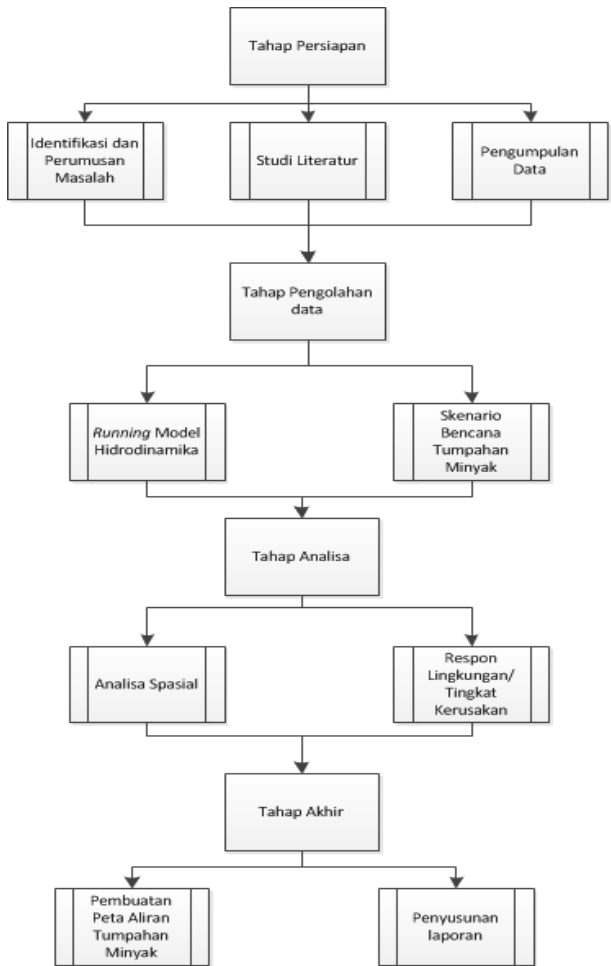 Tahap Persiapan
Identifikasi dan
Perumusan
Masalah
Studi Literatur
Pengumpulan
Data
Tahap Pengolahan
data
Running Model
Hidrodinamika
Skenario
Bencana
Tumpahan
Minyak
Tahap Analisa
Analisa Spasial
Respon
Lingkungan/
Tingkat
Kerusakan
Tahap Akhir
Pembuatan
Peta Aliran
Tumpahan
Minyak
Penyusunan
laporan